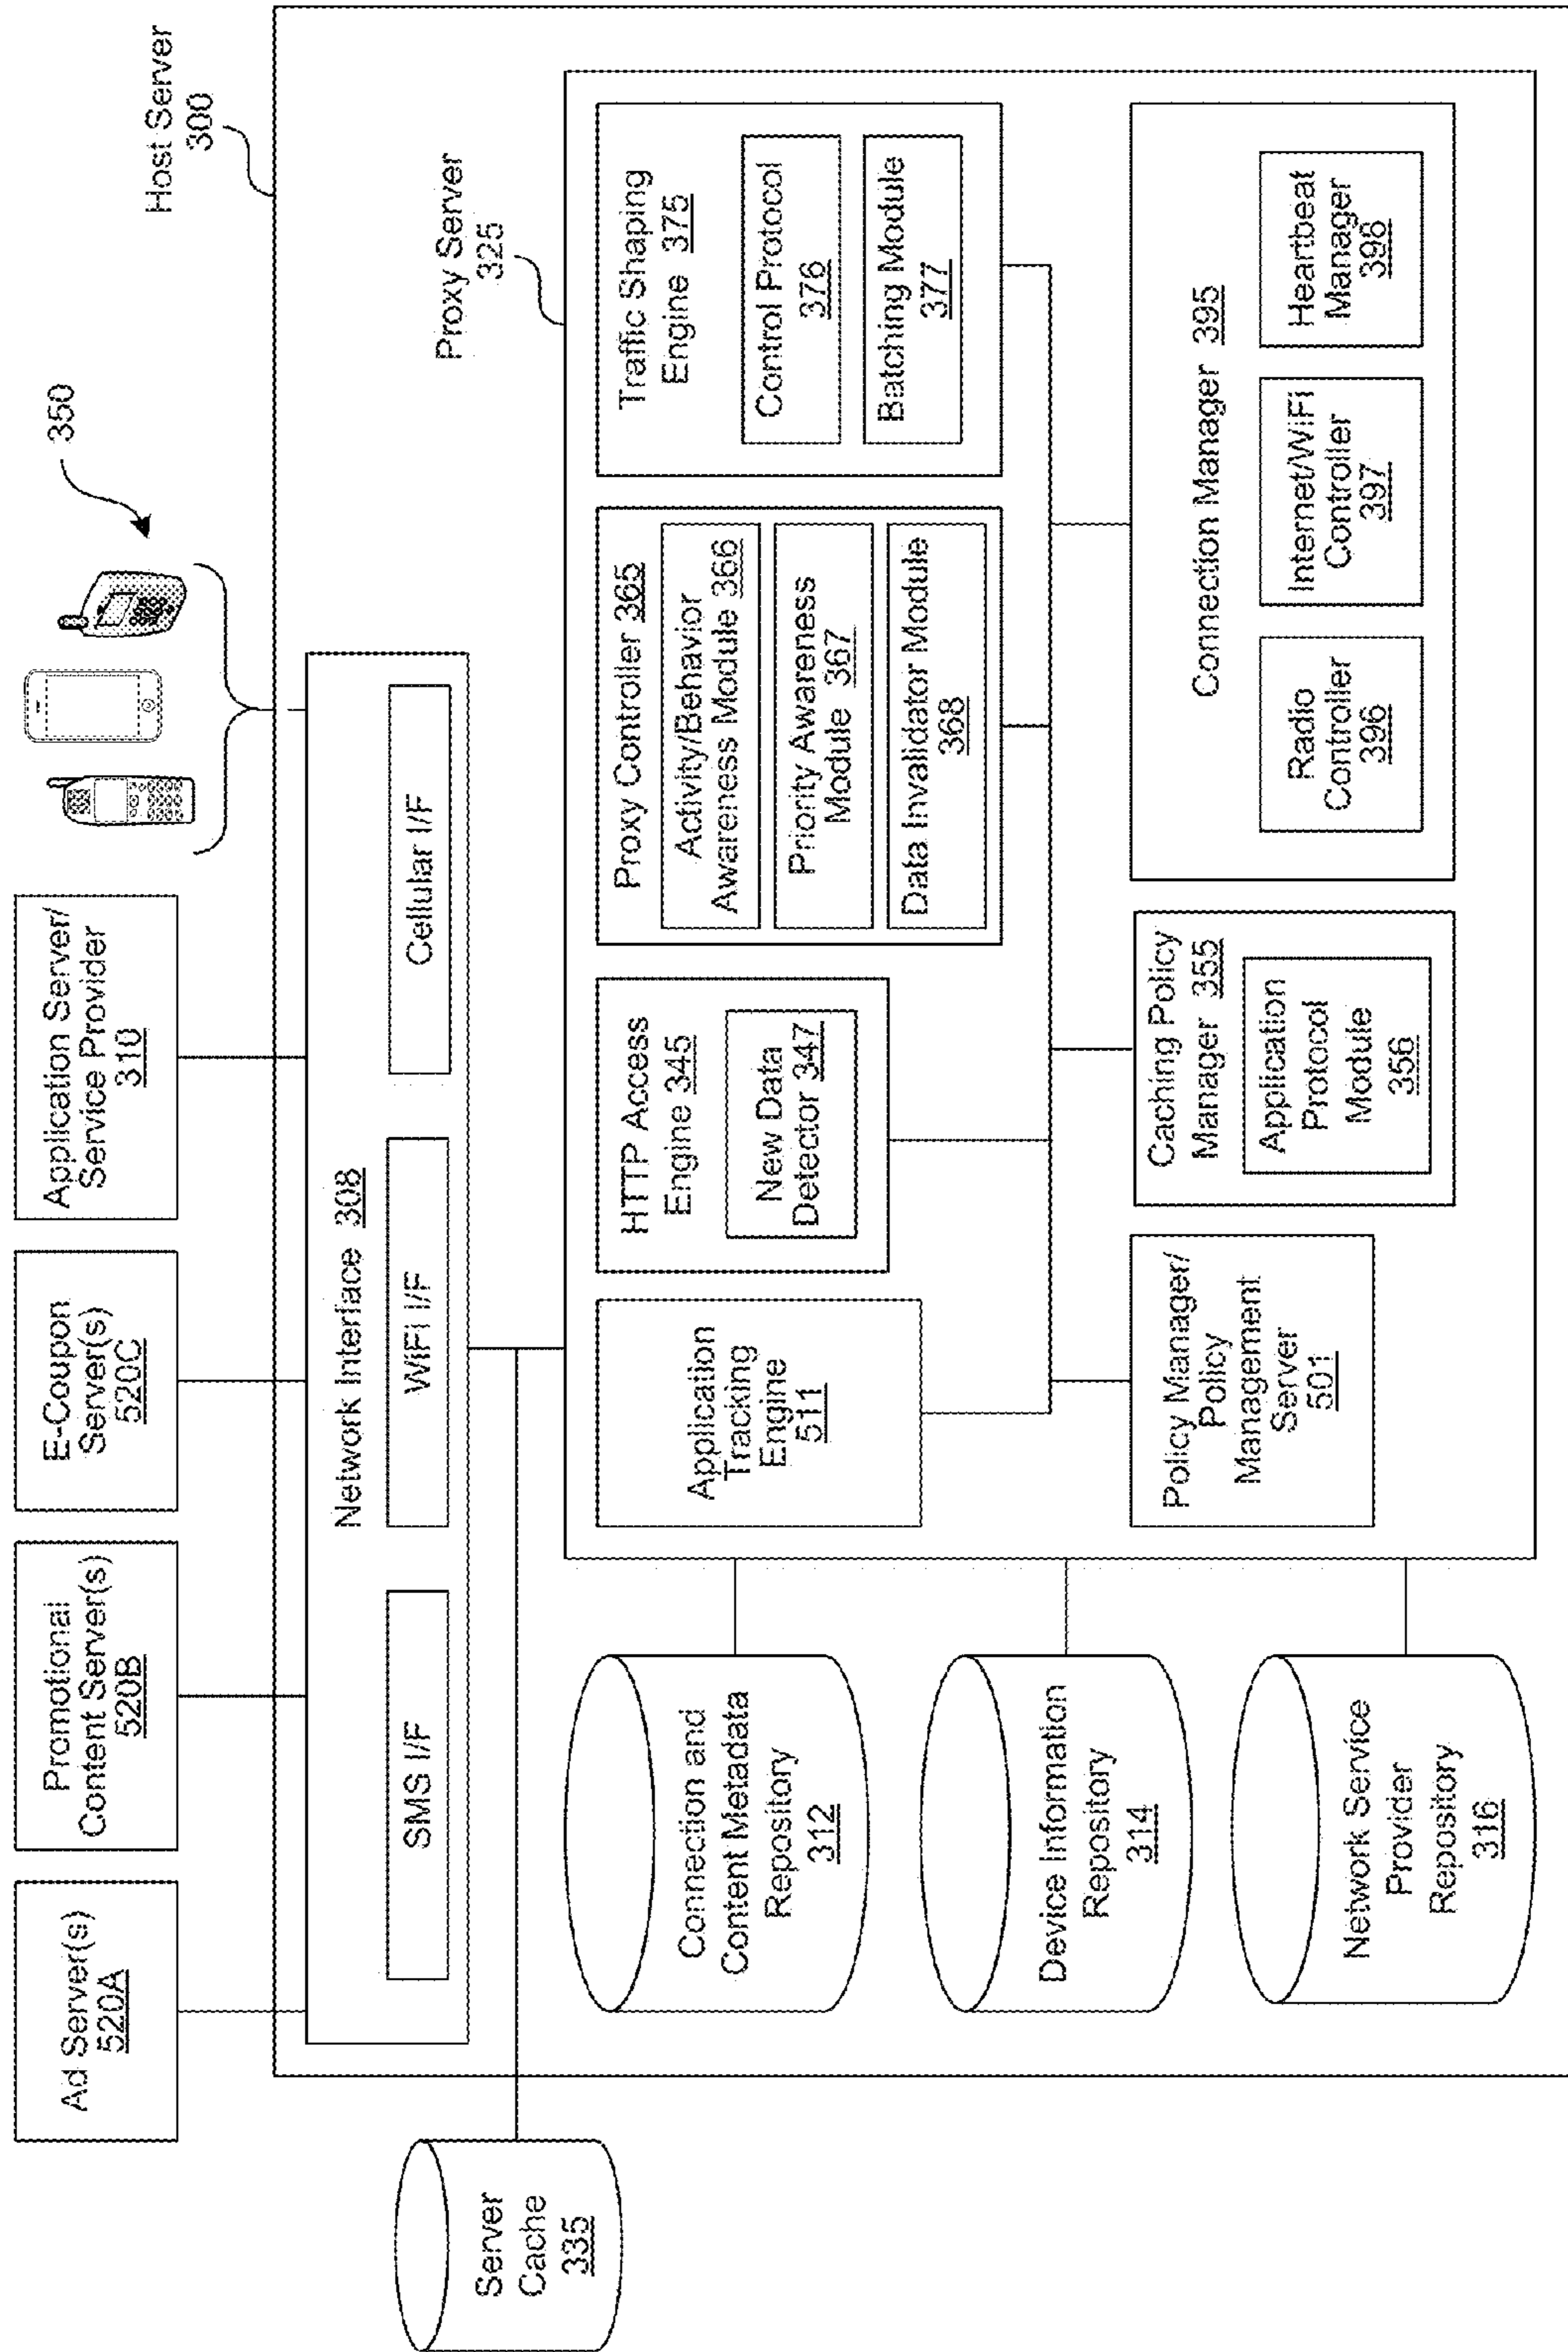 Ad Server(s)
520A
Promotional
Content Server(s)
520B
E-Coupon
Server(s)
520C
Application Server/
Service Provider
310
350
Host Server
300
Server
Cache
335
Network Interface 308
SMS I/F
WiFi I/F
Cellular I/F
Proxy Server
325
Connection and
Content Metadata
Repository
312
Device Information
Repository
314
Network Service
Provider
Repository
316
Application
Tracking
Engine
511
HTTP Access
Engine 345
New Data
Detector 347
Proxy Controller 365
Activity/Behavior
Awareness Module 366
Priority Awareness
Module 367
Data Invalidator Module
368
Traffic Shaping
Engine 375
Control Protocol
376
Batching Module
377
Policy Manager/
Policy
Management
Server
501
Caching Policy
Manager 355
Application
Protocol
Module
356
Connection Manager 395
Radio
Controller
396
Internet/WiFi
Controller
397
Heartbeat
Manager
398